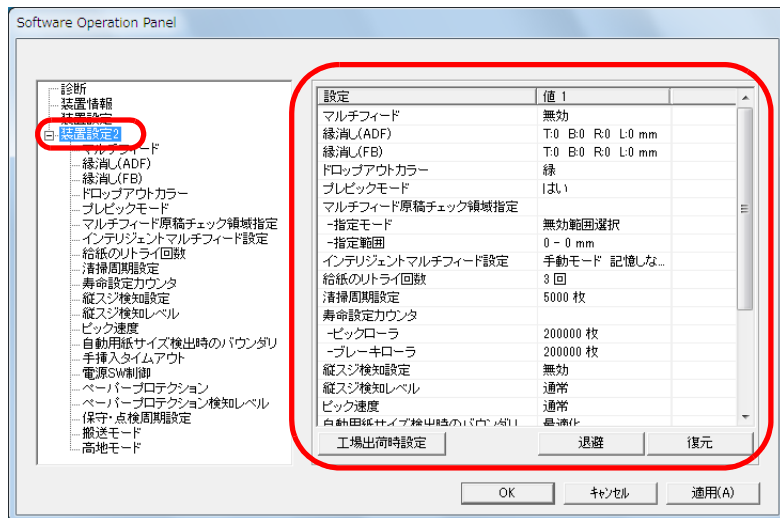 Software Operation Panel
診断
装置情報
装置設定
装置設定2
マルチフィード
縁消し(ADF)
縁消し(FB)
ドロップアウトカラー
プレピックモード
マルチフィード原稿チェック領域指定
インテリジェントマルチフィード設定
給紙のリトライ回数
清掃周期設定
寿命設定カウンタ
縦スジ検知設定
縦スジ検知レベル
ピック速度
自動用紙サイズ検出時のバウンダリ
手挿入タイムアウト
電源SW制御
ペーパープロテクション
ペーパープロテクション検知レベル
保守・点検周期設定
搬送モード
高地モード
設定 値 1
マルチフィード 無効
縁消し(ADF) T:0 B:0 R:0 L:0 mm
縁消し(FB) T:0 B:0 R:0 L:0 mm
ドロップアウトカラー 緑
プレピックモード はい
マルチフィード原稿チェック領域指定
-指定モード 無効範囲選択
-指定範囲 0 - 0 mm
インテリジェントマルチフィード設定 手動モード 記憶しな...
給紙のリトライ回数 3 回
清掃周期設定 5000 枚
寿命設定カウンタ
-ピックローラ 200000 枚
-ブレーキローラ 200000 枚
縦スジ検知設定 無効
縦スジ検知レベル 通常
ピック速度 通常
自動用紙サイズ検出時のバウンダリ 最適化
工場出荷時設定 退避 復元
OK キャンセル 適用(A)